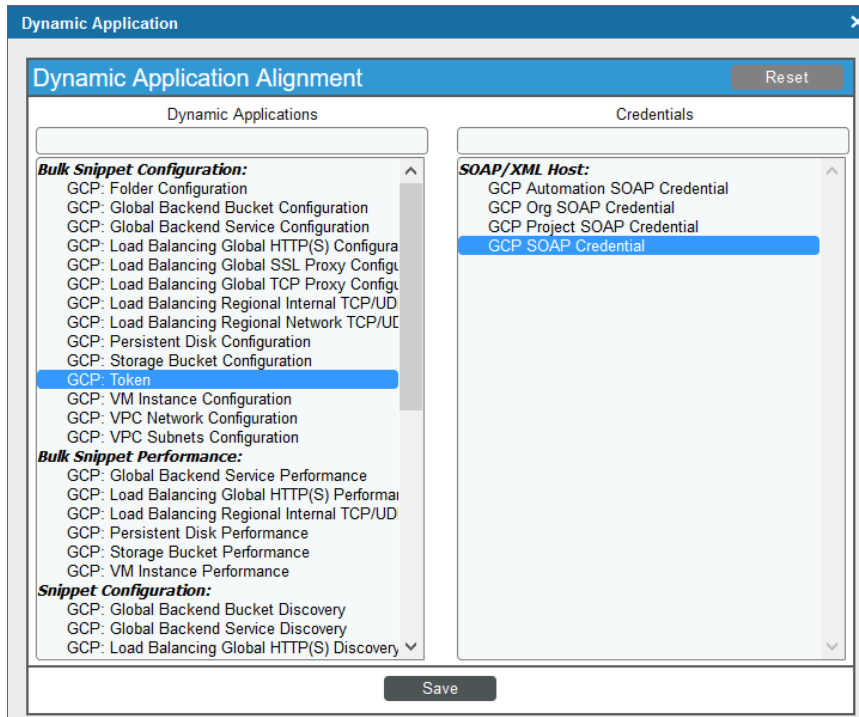 Dynamic Application
Dynamic Application Alignment
Reset
Dynamic Applications
Bulk Snippet Configuration:
GCP: Folder Configuration
GCP: Global Backend Bucket Configuration
GCP: Global Backend Service Configuration
GCP: Load Balancing Global HTTP(S) Configura
GCP: Load Balancing Global SSL Proxy Configu
GCP: Load Balancing Global TCP Proxy Configu
GCP: Load Balancing Regional Internal TCP/UD
GCP: Load Balancing Regional Network TCP/UD
GCP: Persistent Disk Configuration
GCP: Storage Bucket Configuration
GCP: Token
GCP: VM Instance Configuration
GCP: VPC Network Configuration
GCP: VPC Subnets Configuration
Bulk Snippet Performance:
GCP: Global Backend Service Performance
GCP: Load Balancing Global HTTP(S) Performa
GCP: Load Balancing Regional Internal TCP/UD
GCP: Persistent Disk Performance
GCP: Storage Bucket Performance
GCP: VM Instance Performance
Snippet Configuration:
GCP: Global Backend Bucket Discovery
GCP: Global Backend Service Discovery
GCP: Load Balancing Global HTTP(S) Discovery
Credentials
SOAP/XML Host:
GCP Automation SOAP Credential
GCP Org SOAP Credential
GCP Project SOAP Credential
GCP SOAP Credential
Save